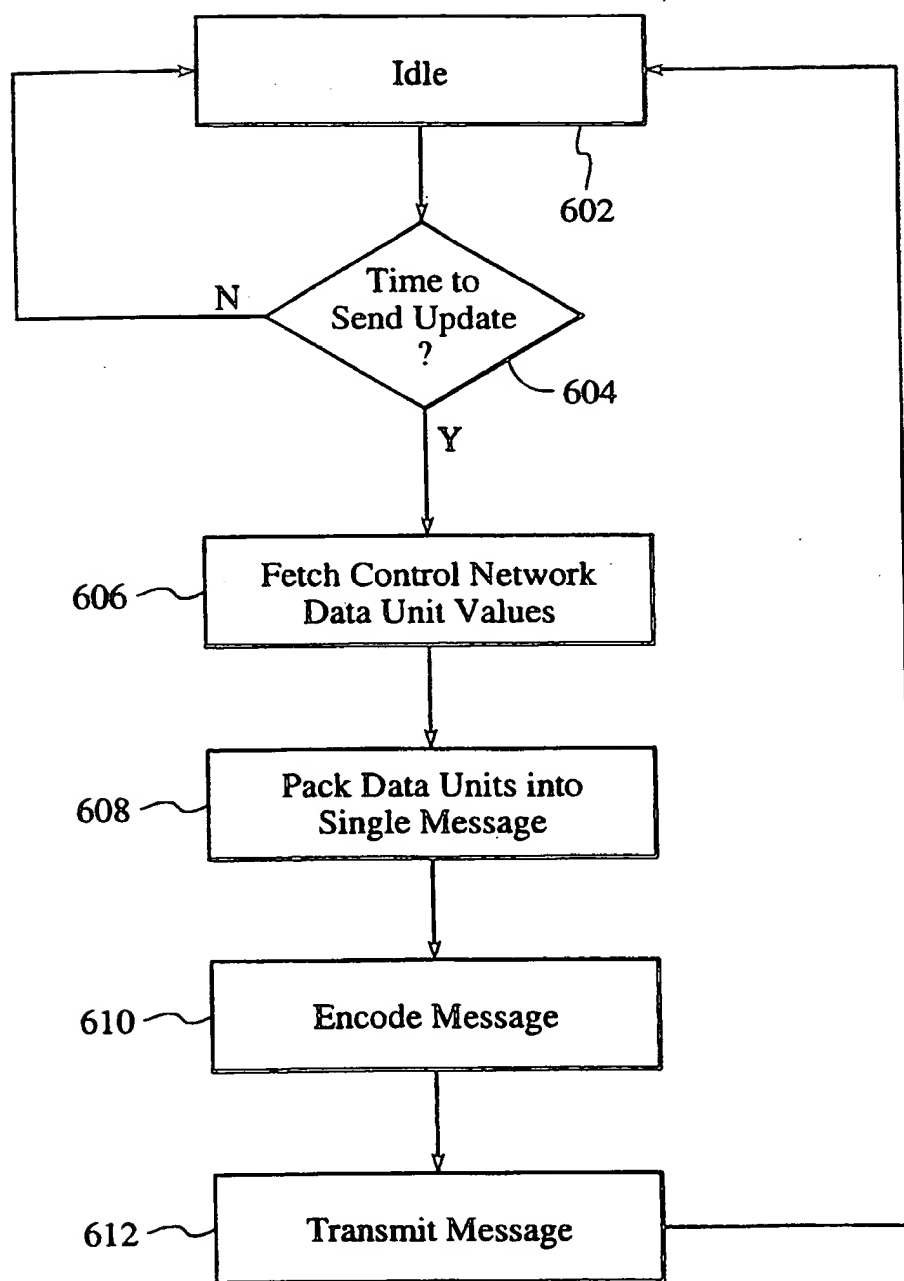 Idle
602
Time to
Send Update
?
604
N
Y
606
Fetch Control Network
Data Unit Values
608
Pack Data Units into
Single Message
610
Encode Message
612
Transmit Message